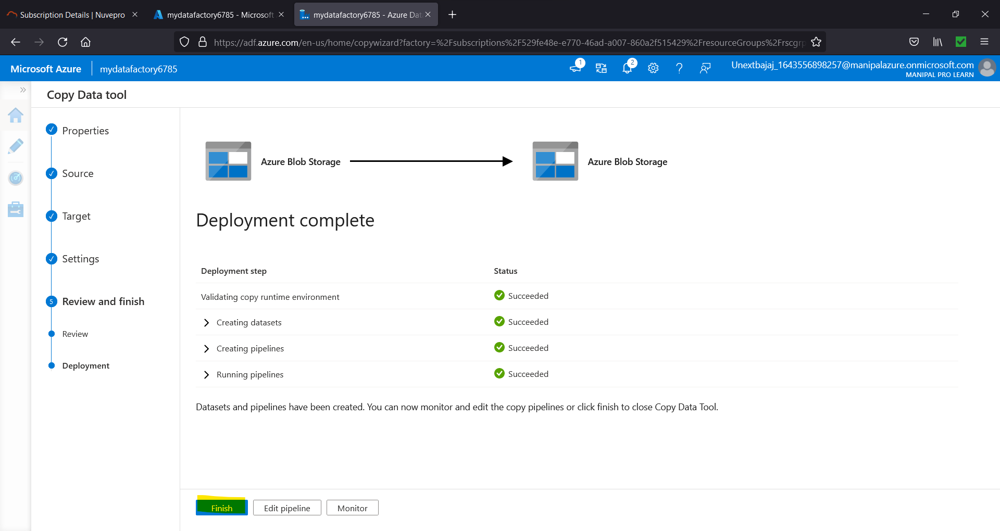 Subscription Details | Nuvepro
mydatafactory6785 - Microsoft
mydatafactory6785 - Azure Dat
https://adf.azure.com/en-us/home/copywizard?factory=%2Fsubscriptions%2F529fe48e-e770-46ad-a007-860a2f515429%2FresourceGroups%2Frscgrp
Microsoft Azure
mydatafactory6785
1
2
Unextbajaj_1643556898257@manipalazure.onmicrosoft.com
MANIPAL PRO LEARN
Copy Data tool
Properties
Source
Target
Settings
5 Review and finish
Review
Deployment
Azure Blob Storage
Azure Blob Storage
Deployment complete
Deployment step Status
Validating copy runtime environment Succeeded
Creating datasets Succeeded
Creating pipelines Succeeded
Running pipelines Succeeded
Datasets and pipelines have been created. You can now monitor and edit the copy pipelines or click finish to close Copy Data Tool.
Finish Edit pipeline Monitor